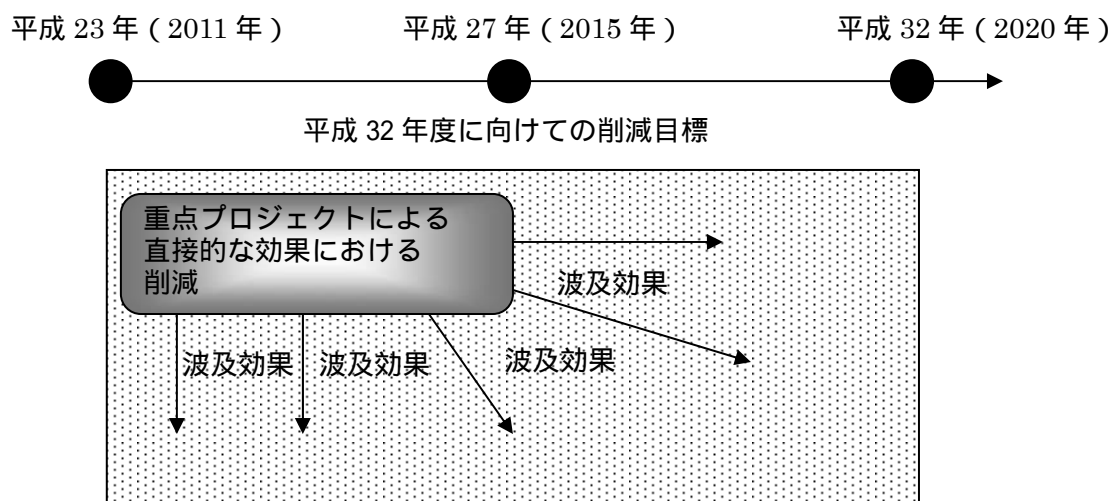 平成 23 年（2011 年）
平成 27 年（2015 年）
平成 32 年（2020 年）
平成 32 年度に向けての削減目標
重点プロジェクトによる
直接的な効果における
削減
波及効果
波及効果
波及効果
波及効果